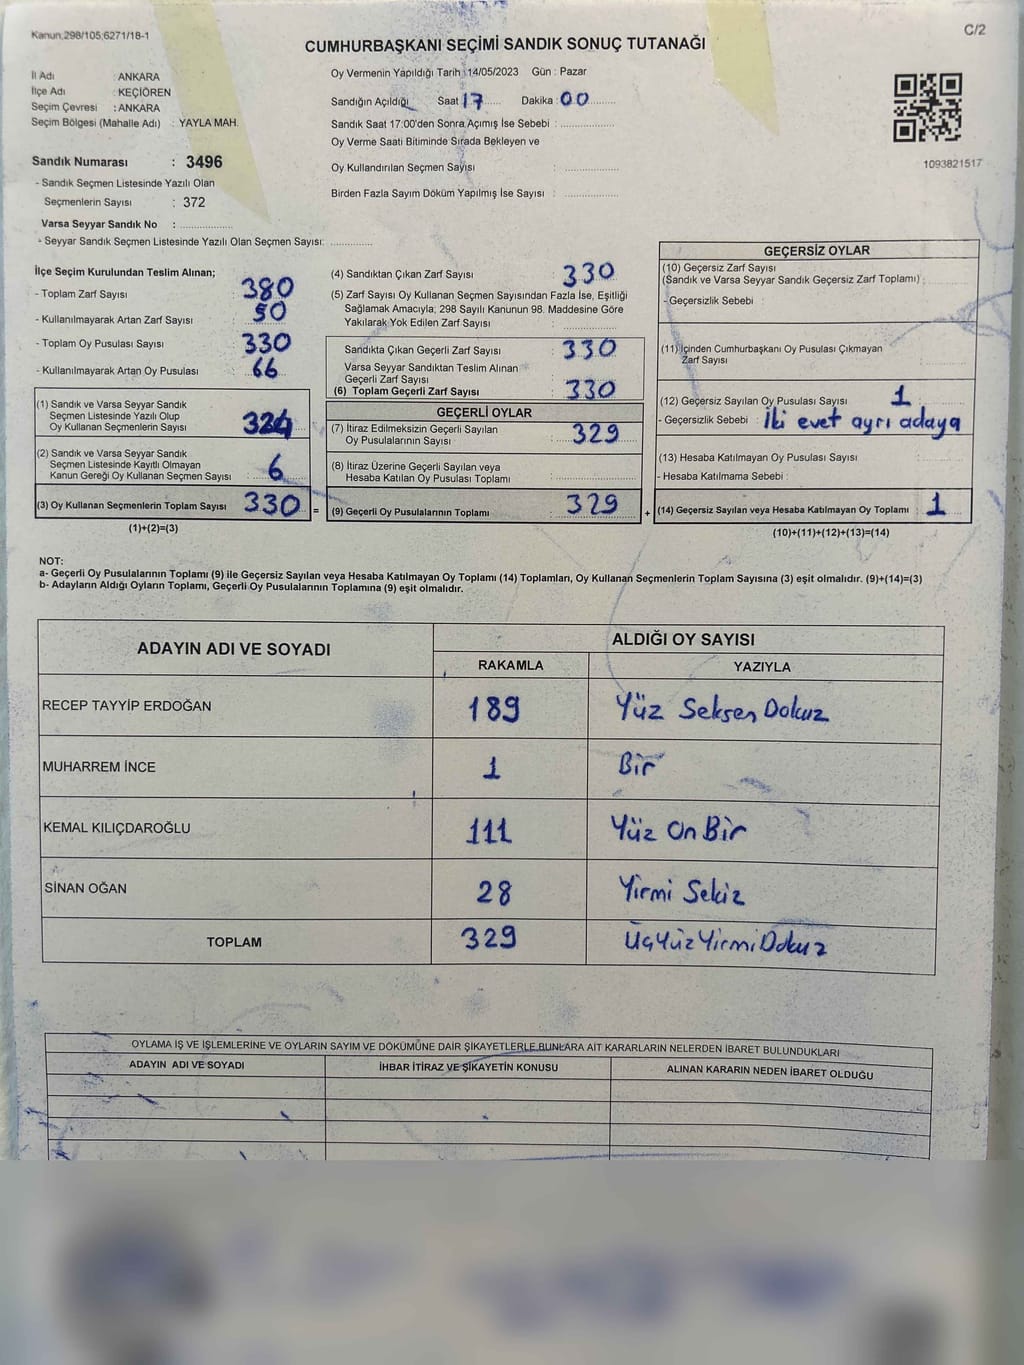 Kanun:298/105;6271/18-1
C/2
CUMHURBAŞKANI SEÇİMİ SANDIK SONUÇ TUTANAĞI
İl Adı : ANKARA
İlçe Adı : KEÇİÖREN
Seçim Çevresi : ANKARA
Seçim Bölgesi (Mahalle Adı) : YAYLA MAH.
Sandık Numarası : 3496
- Sandık Seçmen Listesinde Yazılı Olan
Seçmenlerin Sayısı : 372
Varsa Seyyar Sandık No :
- Seyyar Sandık Seçmen Listesinde Yazılı Olan Seçmen Sayısı:
Oy Vermenin Yapıldığı Tarih :14/05/2023 Gün : Pazar
Sandığın Açıldığı Saat : 17 Dakika : 00
Sandık Saat 17:00'den Sonra Açımış İse Sebebi :
Oy Verme Saati Bitiminde Sırada Bekleyen ve
Oy Kullandırılan Seçmen Sayısı :
Birden Fazla Sayım Döküm Yapılmış İse Sayısı :
1093821517
İlçe Seçim Kurulundan Teslim Alınan;
- Toplam Zarf Sayısı : 380
- Kullanılmayarak Artan Zarf Sayısı : 50
- Toplam Oy Pusulası Sayısı : 330
- Kullanılmayarak Artan Oy Pusulası : 66
(1) Sandık ve Varsa Seyyar Sandık
Seçmen Listesinde Yazılı Olup
Oy Kullanan Seçmenlerin Sayısı : 324
(2) Sandık ve Varsa Seyyar Sandık
Seçmen Listesinde Kayıtlı Olmayan
Kanun Gereği Oy Kullanan Seçmen Sayısı : 6
(3) Oy Kullanan Seçmenlerin Toplam Sayısı : 330 =
(1)+(2)=(3)
(4) Sandıktan Çıkan Zarf Sayısı : 330
(5) Zarf Sayısı Oy Kullanan Seçmen Sayısından Fazla İse, Eşitliği
Sağlamak Amacıyla; 298 Sayılı Kanunun 98. Maddesine Göre
Yakılarak Yok Edilen Zarf Sayısı :
Sandıkta Çıkan Geçerli Zarf Sayısı : 330
Varsa Seyyar Sandıktan Teslim Alınan
Geçerli Zarf Sayısı :
(6) Toplam Geçerli Zarf Sayısı : 330
GEÇERLİ OYLAR
(7) İtiraz Edilmeksizin Geçerli Sayılan
Oy Pusulalarının Sayısı : 329
(8) İtiraz Üzerine Geçerli Sayılan veya
Hesaba Katılan Oy Pusulası Toplamı :
(9) Geçerli Oy Pusulalarının Toplamı : 329 +
GEÇERSİZ OYLAR
(10) Geçersiz Zarf Sayısı
(Sandık ve Varsa Seyyar Sandık Geçersiz Zarf Toplamı) :
- Geçersizlik Sebebi :
(11) İçinden Cumhurbaşkanı Oy Pusulası Çıkmayan
Zarf Sayısı :
(12) Geçersiz Sayılan Oy Pusulası Sayısı : 1
- Geçersizlik Sebebi : İki evet ayrı adaya
(13) Hesaba Katılmayan Oy Pusulası Sayısı :
- Hesaba Katılmama Sebebi :
(14) Geçersiz Sayılan veya Hesaba Katılmayan Oy Toplamı : 1
(10)+(11)+(12)+(13)=(14)
NOT:
a- Geçerli Oy Pusulalarının Toplamı (9) ile Geçersiz Sayılan veya Hesaba Katılmayan Oy Toplamı (14) Toplamları, Oy Kullanan Seçmenlerin Toplam Sayısına (3) eşit olmalıdır. (9)+(14)=(3)
b- Adayların Aldığı Oyların Toplamı, Geçerli Oy Pusulalarının Toplamına (9) eşit olmalıdır.
ADAYIN ADI VE SOYADI
ALDIĞI OY SAYISI
RAKAMLA YAZIYLA
RECEP TAYYİP ERDOĞAN 189 Yüz Seksen Dokuz
MUHARREM İNCE 1 Bir
KEMAL KILIÇDAROĞLU 111 Yüz On Bir
SİNAN OĞAN 28 Yirmi Sekiz
TOPLAM 329 ÜçYüzYirmiDokuz
OYLAMA İŞ VE İŞLEMLERİNE VE OYLARIN SAYIM VE DÖKÜMÜNE DAİR ŞİKAYETLERLE BUNLARA AİT KARARLARIN NELERDEN İBARET BULUNDUKLARI
ADAYIN ADI VE SOYADI İHBAR İTİRAZ VE ŞİKAYETİN KONUSU ALINAN KARARIN NEDEN İBARET OLDUĞU